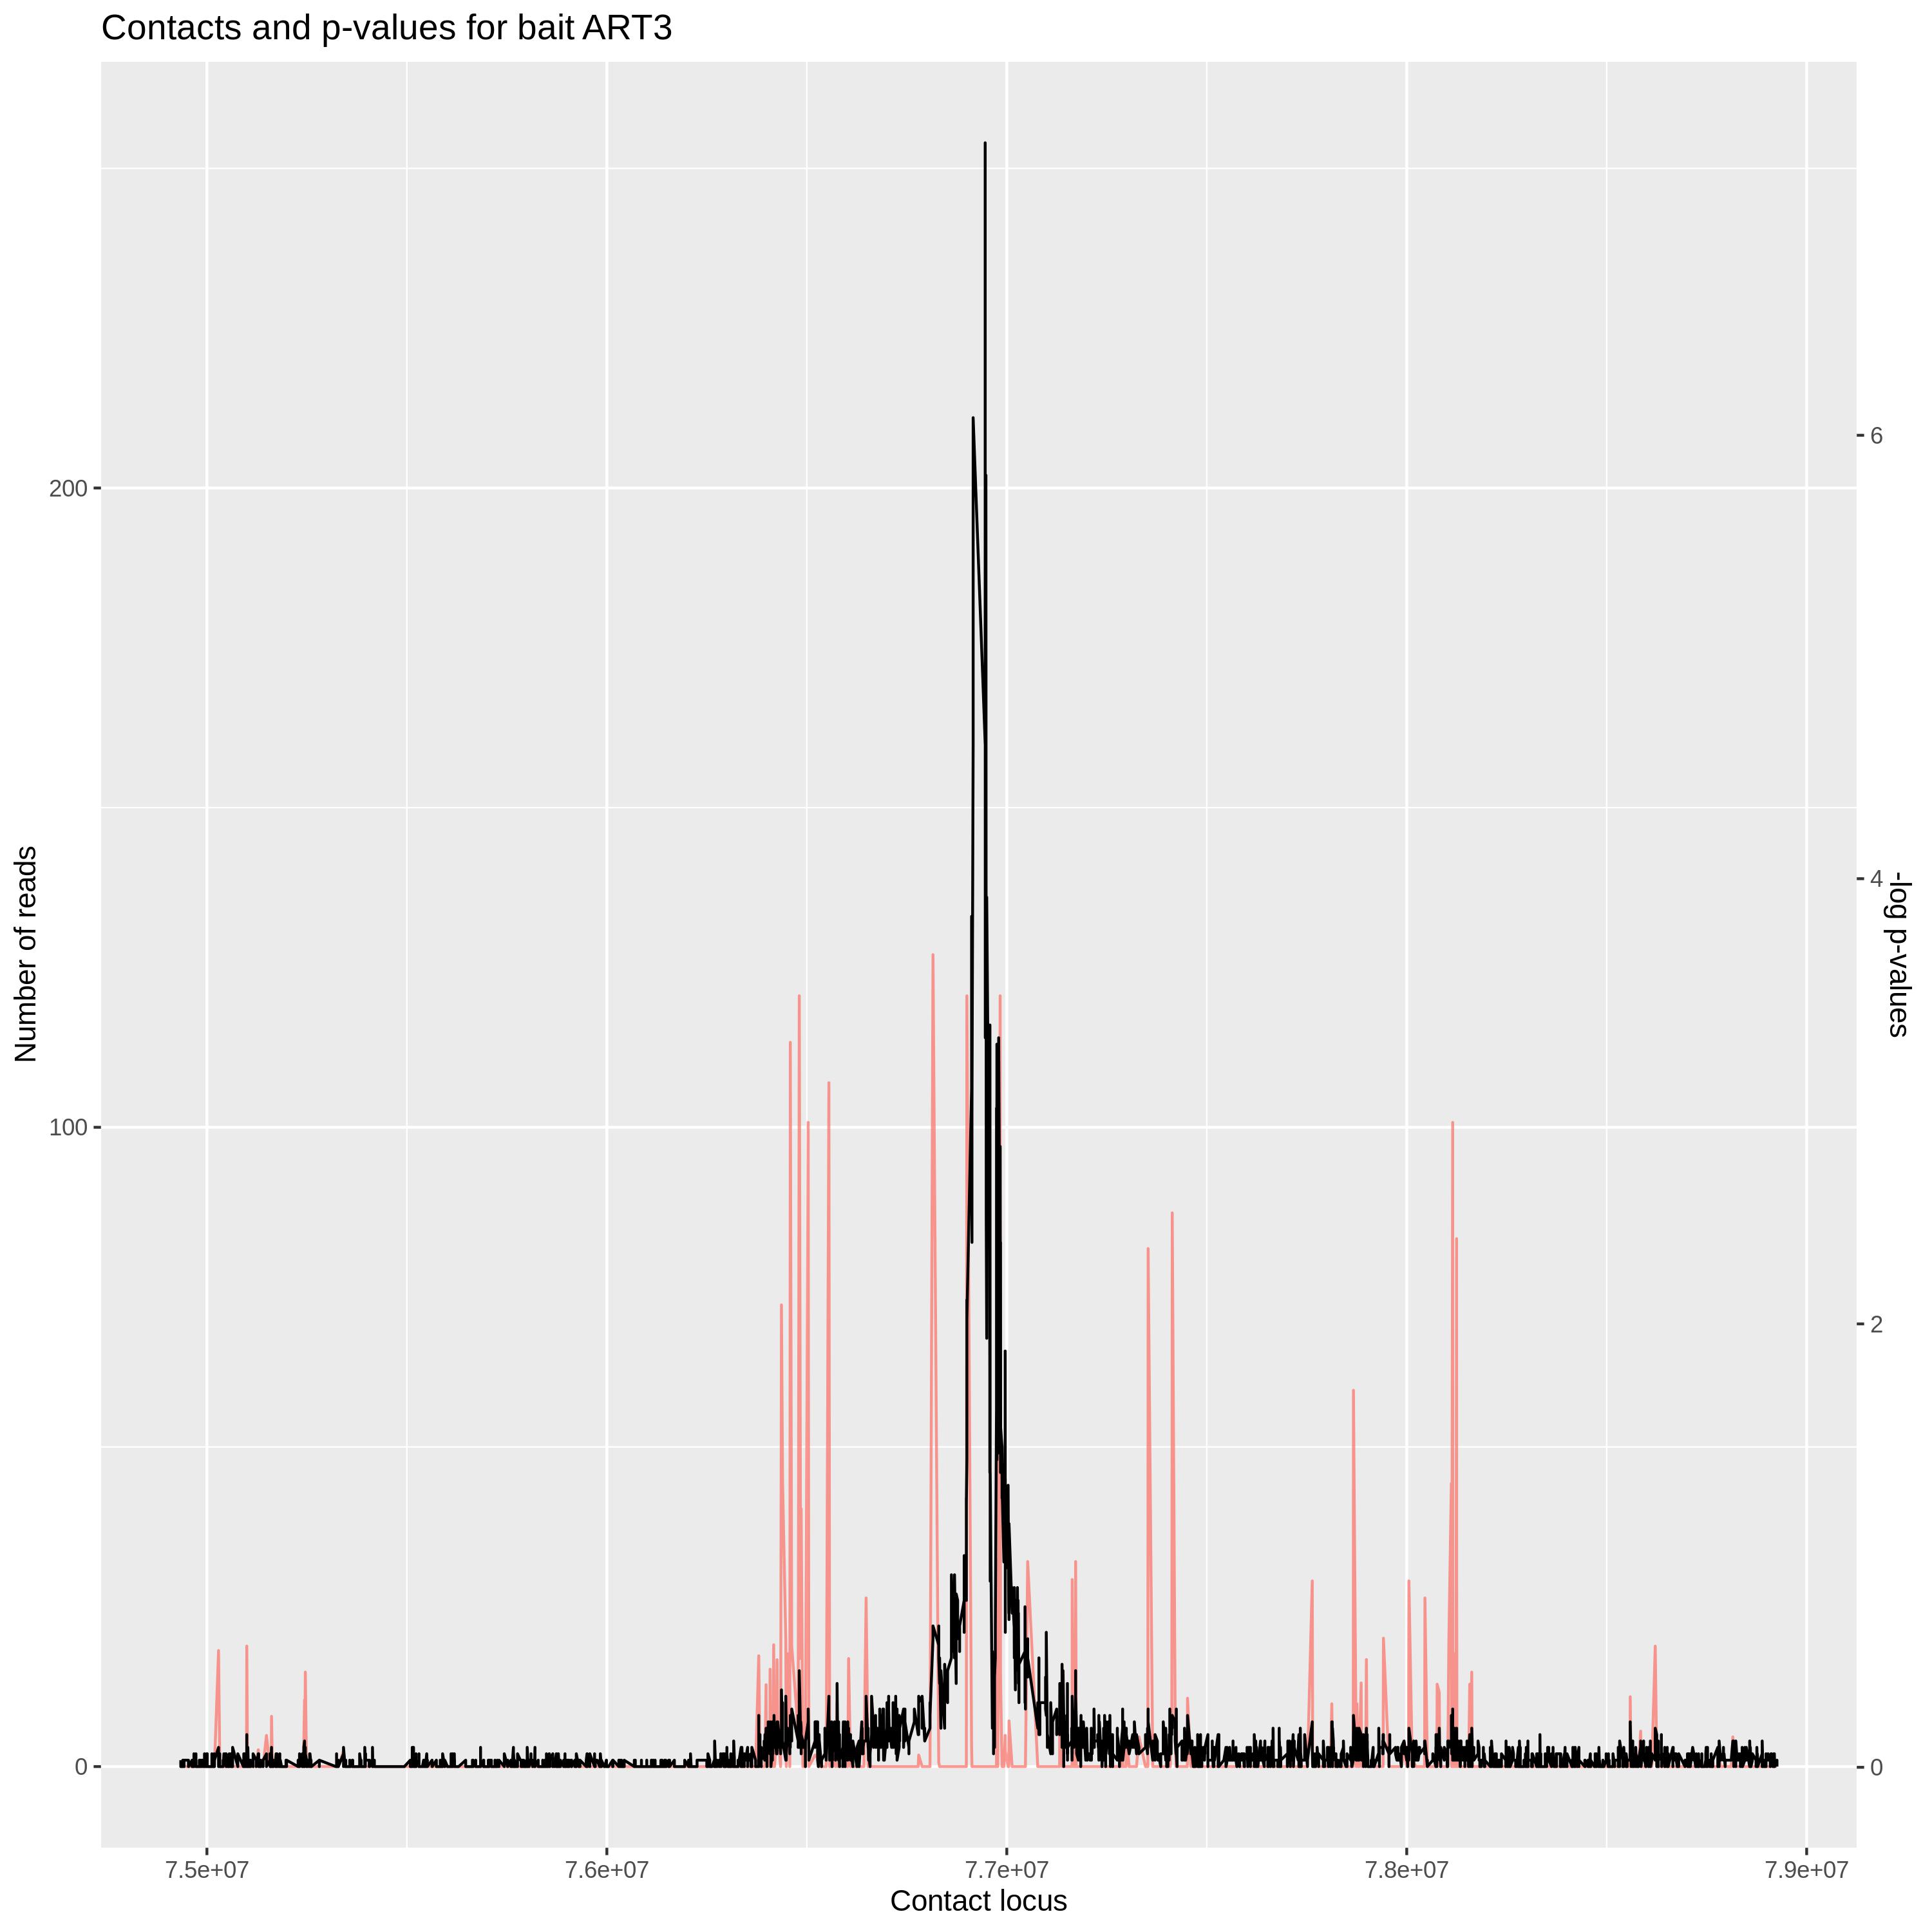 Contacts and p-values for bait ART3
Number of reads
200
100
0
6
4
2
0
-log p-values
7.5e+07
7.6e+07
7.7e+07
7.8e+07
7.9e+07
Contact locus